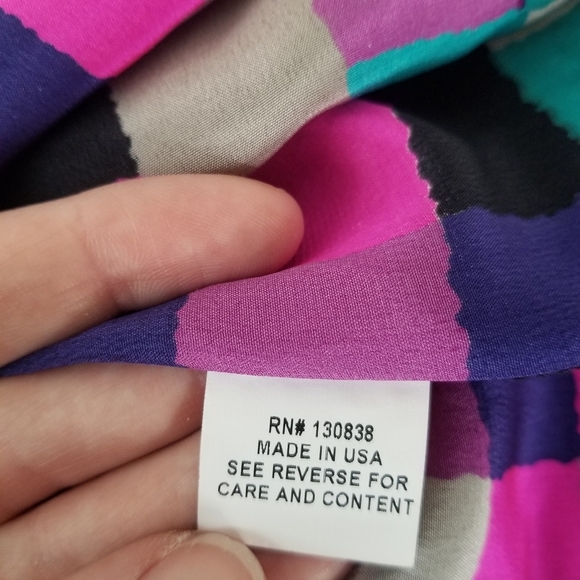 RN# 130838
MADE IN USA
SEE REVERSE FOR
CARE AND CONTENT